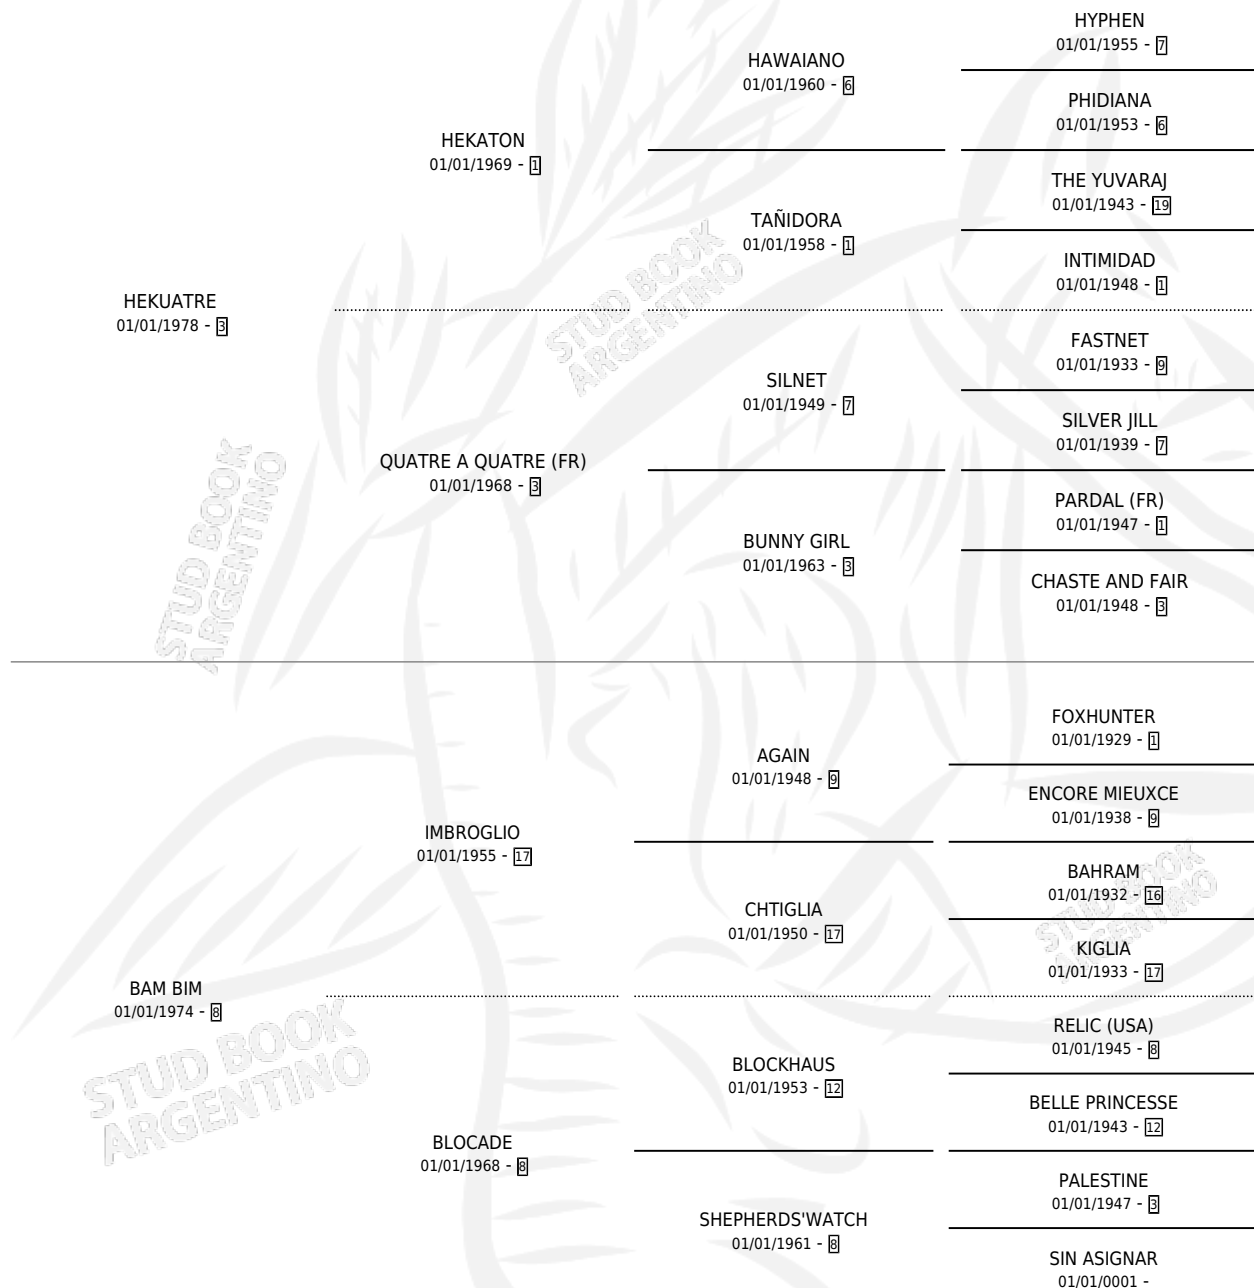 HYPHEN
01/01/1955 - 7
HAWAIANO
01/01/1960 - 6
PHIDIANA
01/01/1953 - 6
HEKATON
01/01/1969 - 1
THE YUVARAJ
01/01/1943 - 19
TAÑIDORA
01/01/1958 - 1
INTIMIDAD
01/01/1948 - 1
HEKUATRE
01/01/1978 - 3
FASTNET
01/01/1933 - 9
SILNET
01/01/1949 - 7
SILVER JILL
01/01/1939 - 7
QUATRE A QUATRE (FR)
01/01/1968 - 3
PARDAL (FR)
01/01/1947 - 1
BUNNY GIRL
01/01/1963 - 3
CHASTE AND FAIR
01/01/1948 - 3
STUD BOOK
ARGENTINO
STUD BOOK
ARGENTINO
FOXHUNTER
01/01/1929 - 1
AGAIN
01/01/1948 - 9
ENCORE MIEUXCE
01/01/1938 - 9
IMBROGLIO
01/01/1955 - 17
BAHRAM
01/01/1932 - 16
CHTIGLIA
01/01/1950 - 17
KIGLIA
01/01/1933 - 17
BAM BIM
01/01/1974 - 8
RELIC (USA)
01/01/1945 - 8
BLOCKHAUS
01/01/1953 - 12
BELLE PRINCESSE
01/01/1943 - 12
BLOCADE
01/01/1968 - 8
PALESTINE
01/01/1947 - 3
SHEPHERDS'WATCH
01/01/1961 - 8
SIN ASIGNAR
01/01/0001 -
STUD BOOK
ARGENTINO
STUD BOOK
ARGENTINO